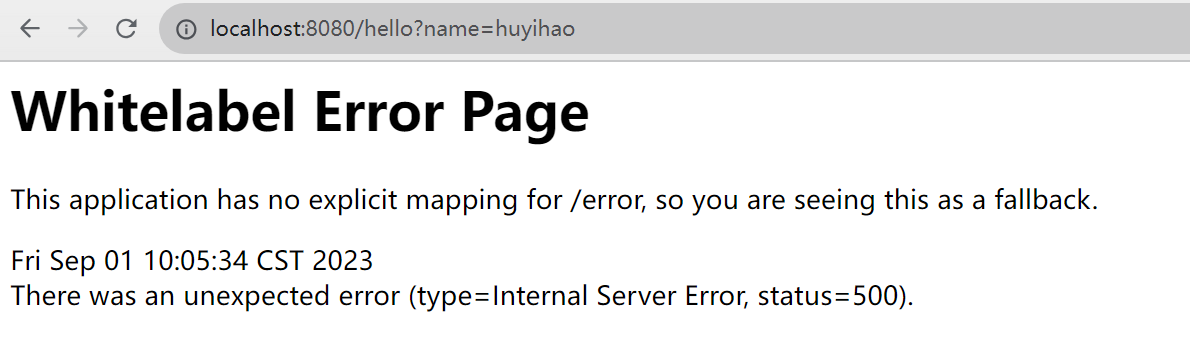 localhost:8080/hello?name=huyihao
Whitelabel Error Page
This application has no explicit mapping for /error, so you are seeing this as a fallback.
Fri Sep 01 10:05:34 CST 2023
There was an unexpected error (type=Internal Server Error, status=500).